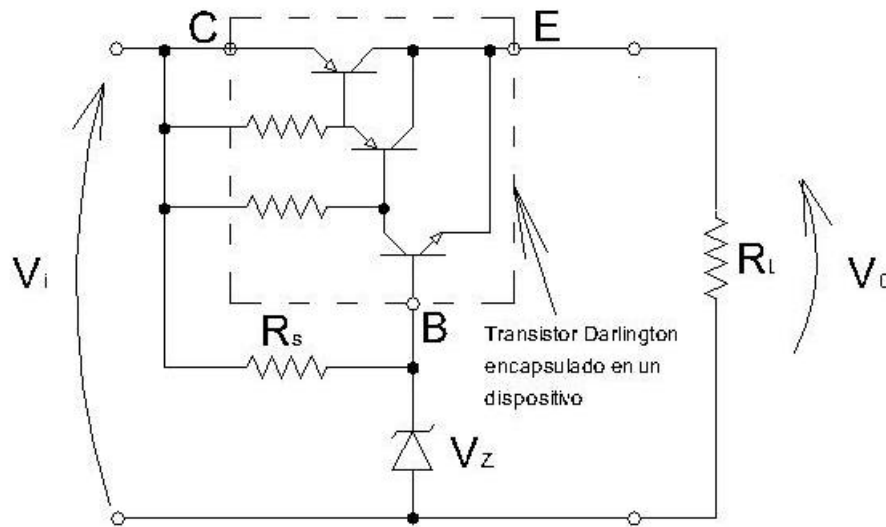 C
E
Vi
Rs
B
RL
Vo
Transistor Darlington
encapsulado en un
dispositivo
VZ